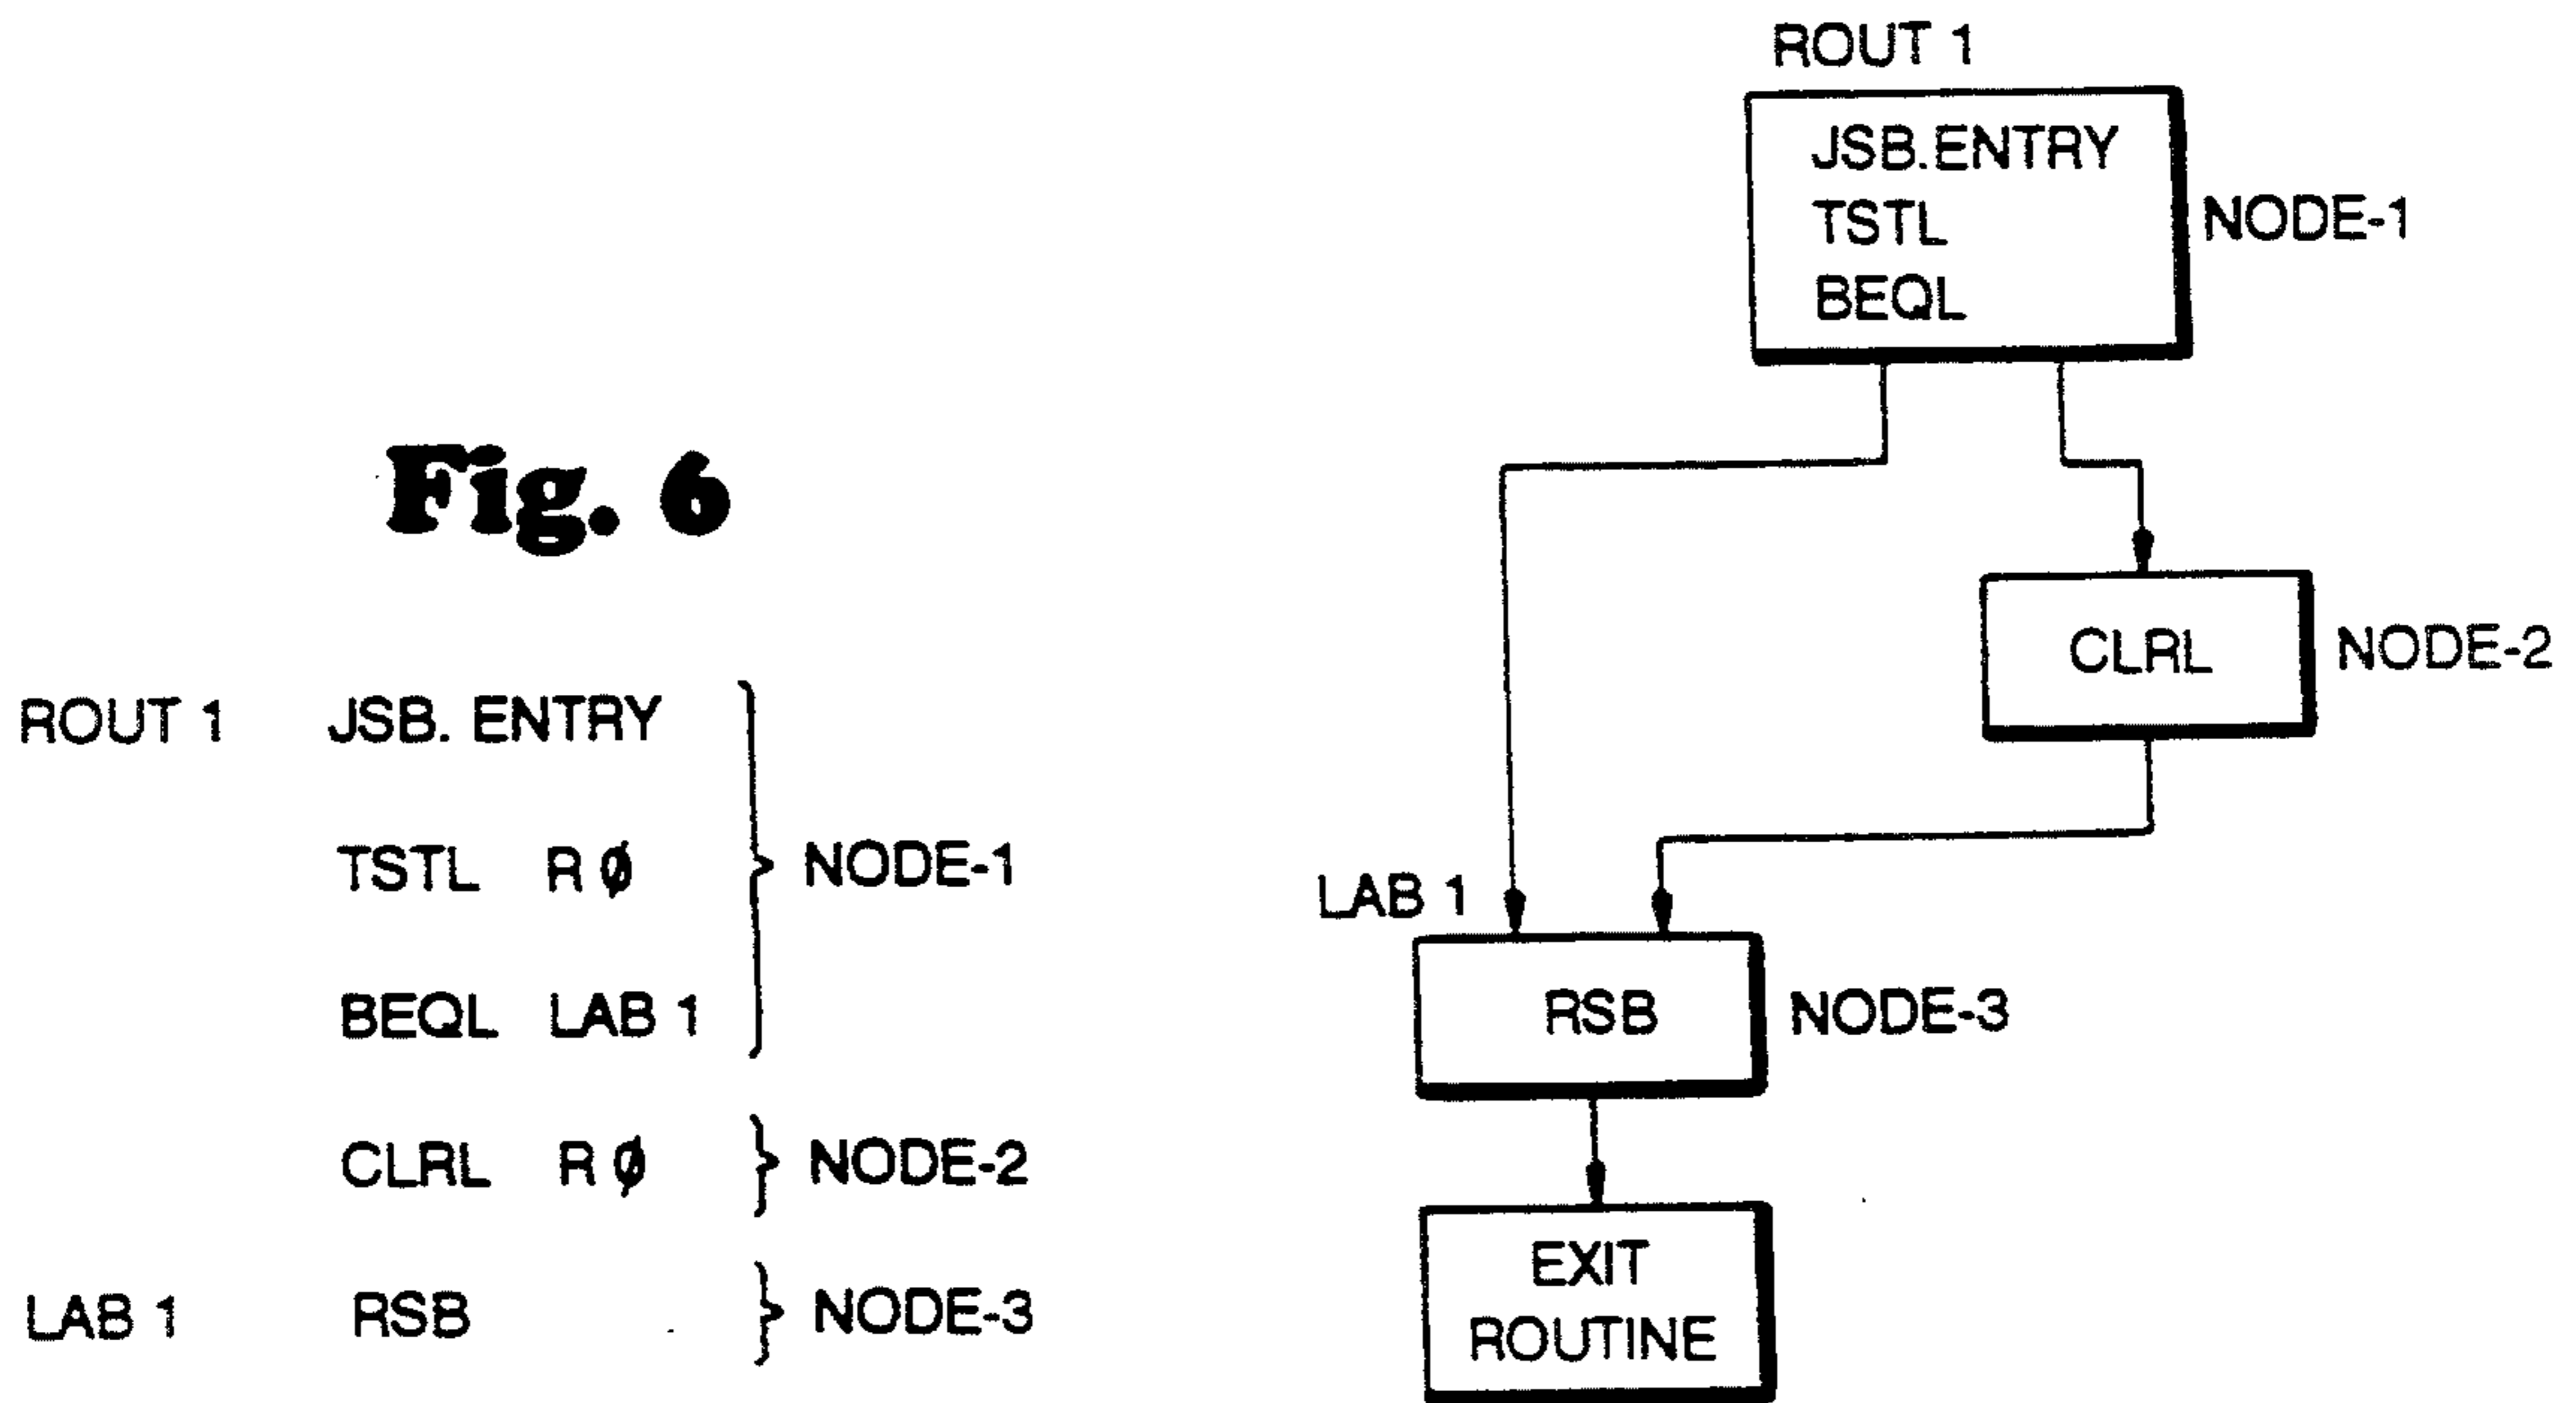 Fig. 6
ROUT 1 JSB. ENTRY
TSTL R Ø NODE-1
BEQL LAB 1
CLRL R Ø NODE-2
LAB 1 RSB NODE-3
ROUT 1
JSB.ENTRY
TSTL
BEQL
NODE-1
CLRL
NODE-2
LAB 1
RSB
NODE-3
EXIT
ROUTINE